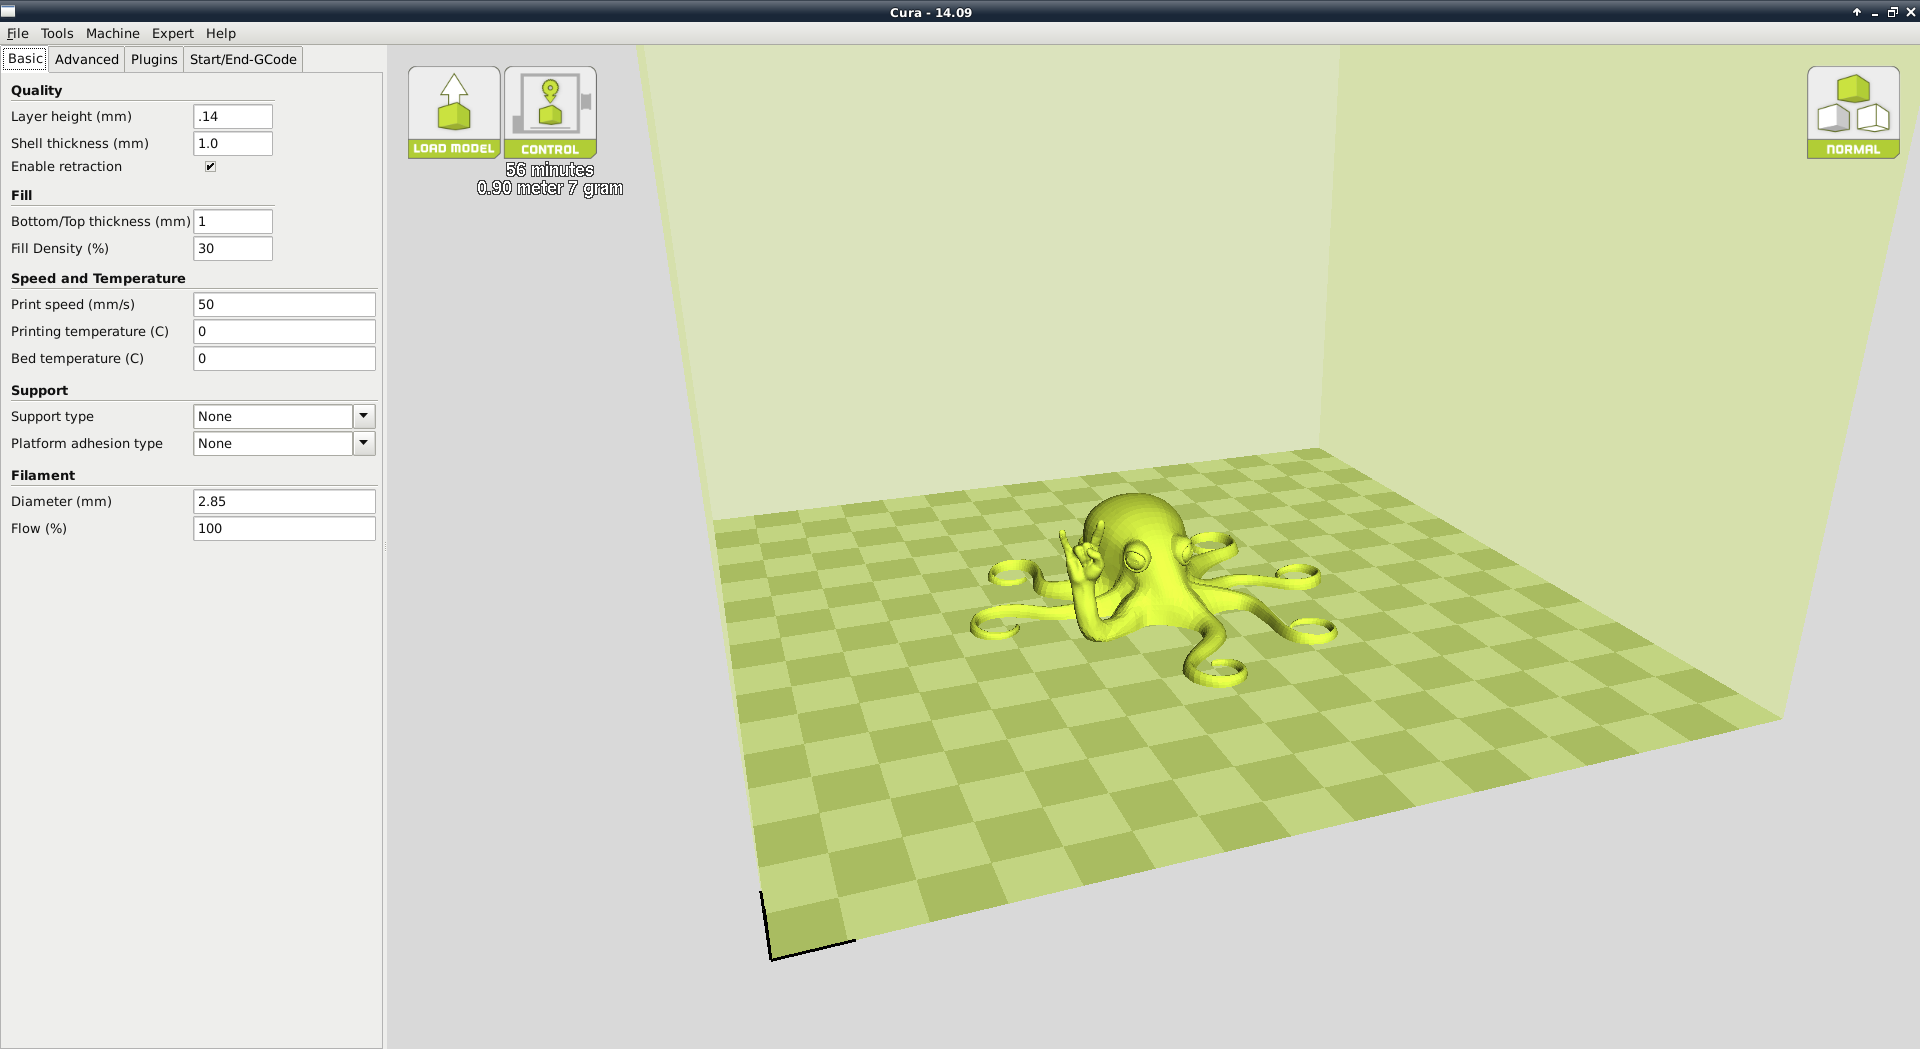 Cura - 14.09
File Tools Machine Expert Help
Basic Advanced Plugins Start/End-GCode
Quality
Layer height (mm) .14
Shell thickness (mm) 1.0
Enable retraction
Fill
Bottom/Top thickness (mm) 1
Fill Density (%) 30
Speed and Temperature
Print speed (mm/s) 50
Printing temperature (C) 0
Bed temperature (C) 0
Support
Support type None
Platform adhesion type None
Filament
Diameter (mm) 2.85
Flow (%) 100
LOAD MODEL
CONTROL
56 minutes
0.90 meter 7 gram
NORMAL